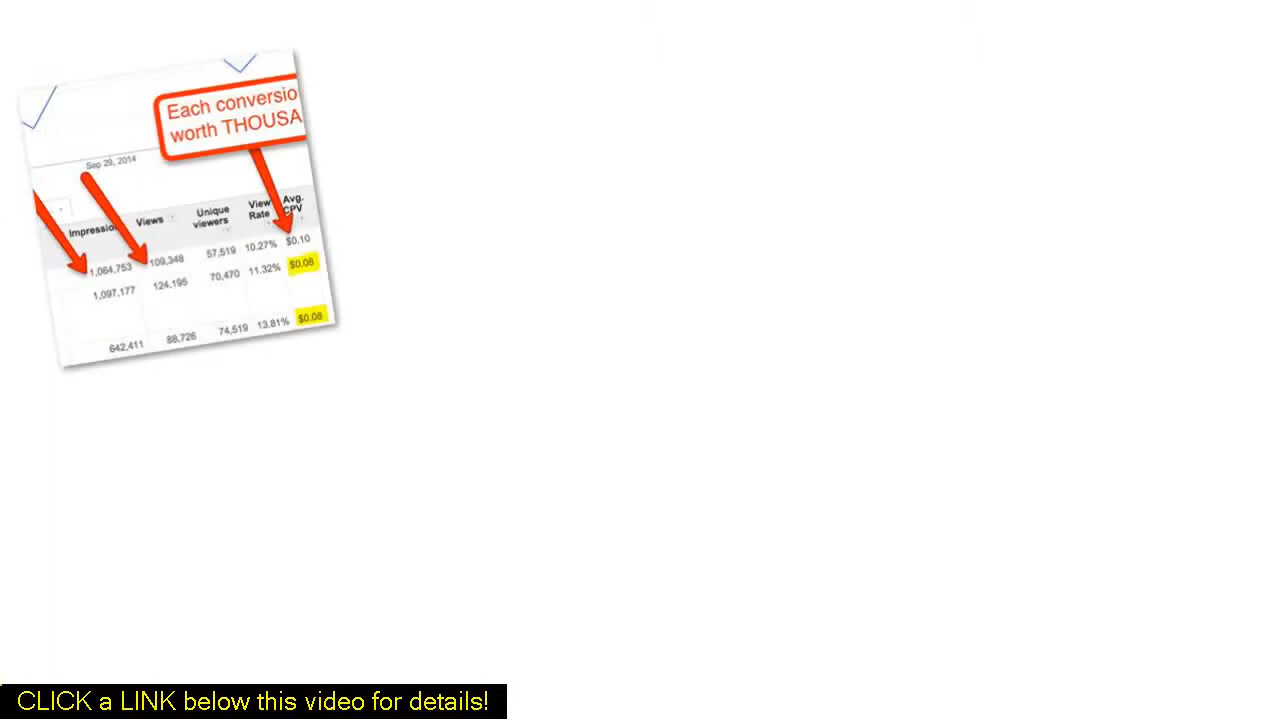 Each conversio
worth THOUSA
Sep 29, 2014
Impression Views Unique viewers View Rate Avg. CPV
1,064,753 109,348 57,519 10.27% $0.10
1,097,177 124,195 70,470 11.32% $0.08
642,411 88,726 74,519 13.81% $0.08
CLICK a LINK below this video for details!